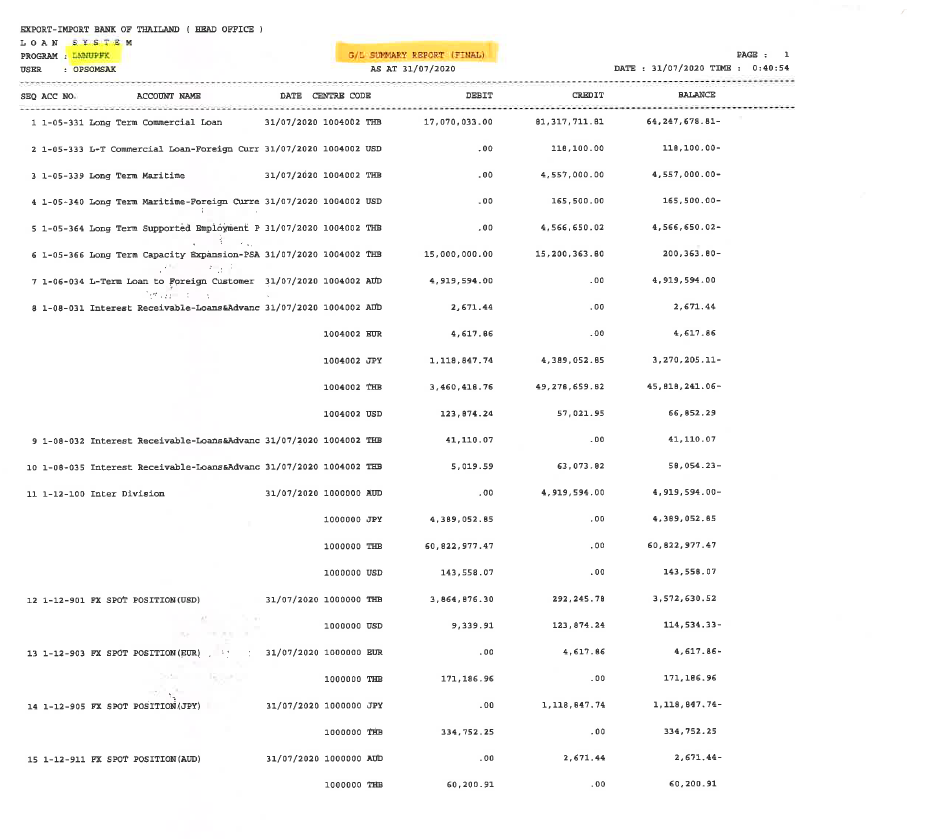 EXPORT-IMPORT BANK OF THAILAND ( HEAD OFFICE )
L O A N   S Y S T E M
PROGRAM : LNNUPFK G/L SUMMARY REPORT (FINAL) PAGE : 1
USER : OPSOMSAK AS AT 31/07/2020 DATE : 31/07/2020 TIME : 0:40:54
SEQ ACC NO. ACCOUNT NAME DATE CENTRE CODE DEBIT CREDIT BALANCE
1 1-05-331 Long Term Commercial Loan 31/07/2020 1004002 THB 17,070,033.00 81,317,711.81 64,247,678.81-
2 1-05-333 L-T Commercial Loan-Foreign Curr 31/07/2020 1004002 USD .00 118,100.00 118,100.00-
3 1-05-339 Long Term Maritime 31/07/2020 1004002 THB .00 4,557,000.00 4,557,000.00-
4 1-05-340 Long Term Maritime-Foreign Curre 31/07/2020 1004002 USD .00 165,500.00 165,500.00-
5 1-05-364 Long Term Supported Employment P 31/07/2020 1004002 THB .00 4,566,650.02 4,566,650.02-
6 1-05-366 Long Term Capacity Expansion-PSA 31/07/2020 1004002 THB 15,000,000.00 15,200,363.80 200,363.80-
7 1-06-034 L-Term Loan to Foreign Customer 31/07/2020 1004002 AUD 4,919,594.00 .00 4,919,594.00
8 1-08-031 Interest Receivable-Loans&Advanc 31/07/2020 1004002 AUD 2,671.44 .00 2,671.44
1004002 EUR 4,617.86 .00 4,617.86
1004002 JPY 1,118,847.74 4,389,052.85 3,270,205.11-
1004002 THB 3,460,418.76 49,278,659.82 45,818,241.06-
1004002 USD 123,874.24 57,021.95 66,852.29
9 1-08-032 Interest Receivable-Loans&Advanc 31/07/2020 1004002 THB 41,110.07 .00 41,110.07
10 1-08-035 Interest Receivable-Loans&Advanc 31/07/2020 1004002 THB 5,019.59 63,073.82 58,054.23-
11 1-12-100 Inter Division 31/07/2020 1000000 AUD .00 4,919,594.00 4,919,594.00-
1000000 JPY 4,389,052.85 .00 4,389,052.85
1000000 THB 60,822,977.47 .00 60,822,977.47
1000000 USD 143,558.07 .00 143,558.07
12 1-12-901 FX SPOT POSITION(USD) 31/07/2020 1000000 THB 3,864,876.30 292,245.78 3,572,630.52
1000000 USD 9,339.91 123,874.24 114,534.33-
13 1-12-903 FX SPOT POSITION(EUR) 31/07/2020 1000000 EUR .00 4,617.86 4,617.86-
1000000 THB 171,186.96 .00 171,186.96
14 1-12-905 FX SPOT POSITION(JPY) 31/07/2020 1000000 JPY .00 1,118,847.74 1,118,847.74-
1000000 THB 334,752.25 .00 334,752.25
15 1-12-911 FX SPOT POSITION(AUD) 31/07/2020 1000000 AUD .00 2,671.44 2,671.44-
1000000 THB 60,200.91 .00 60,200.91